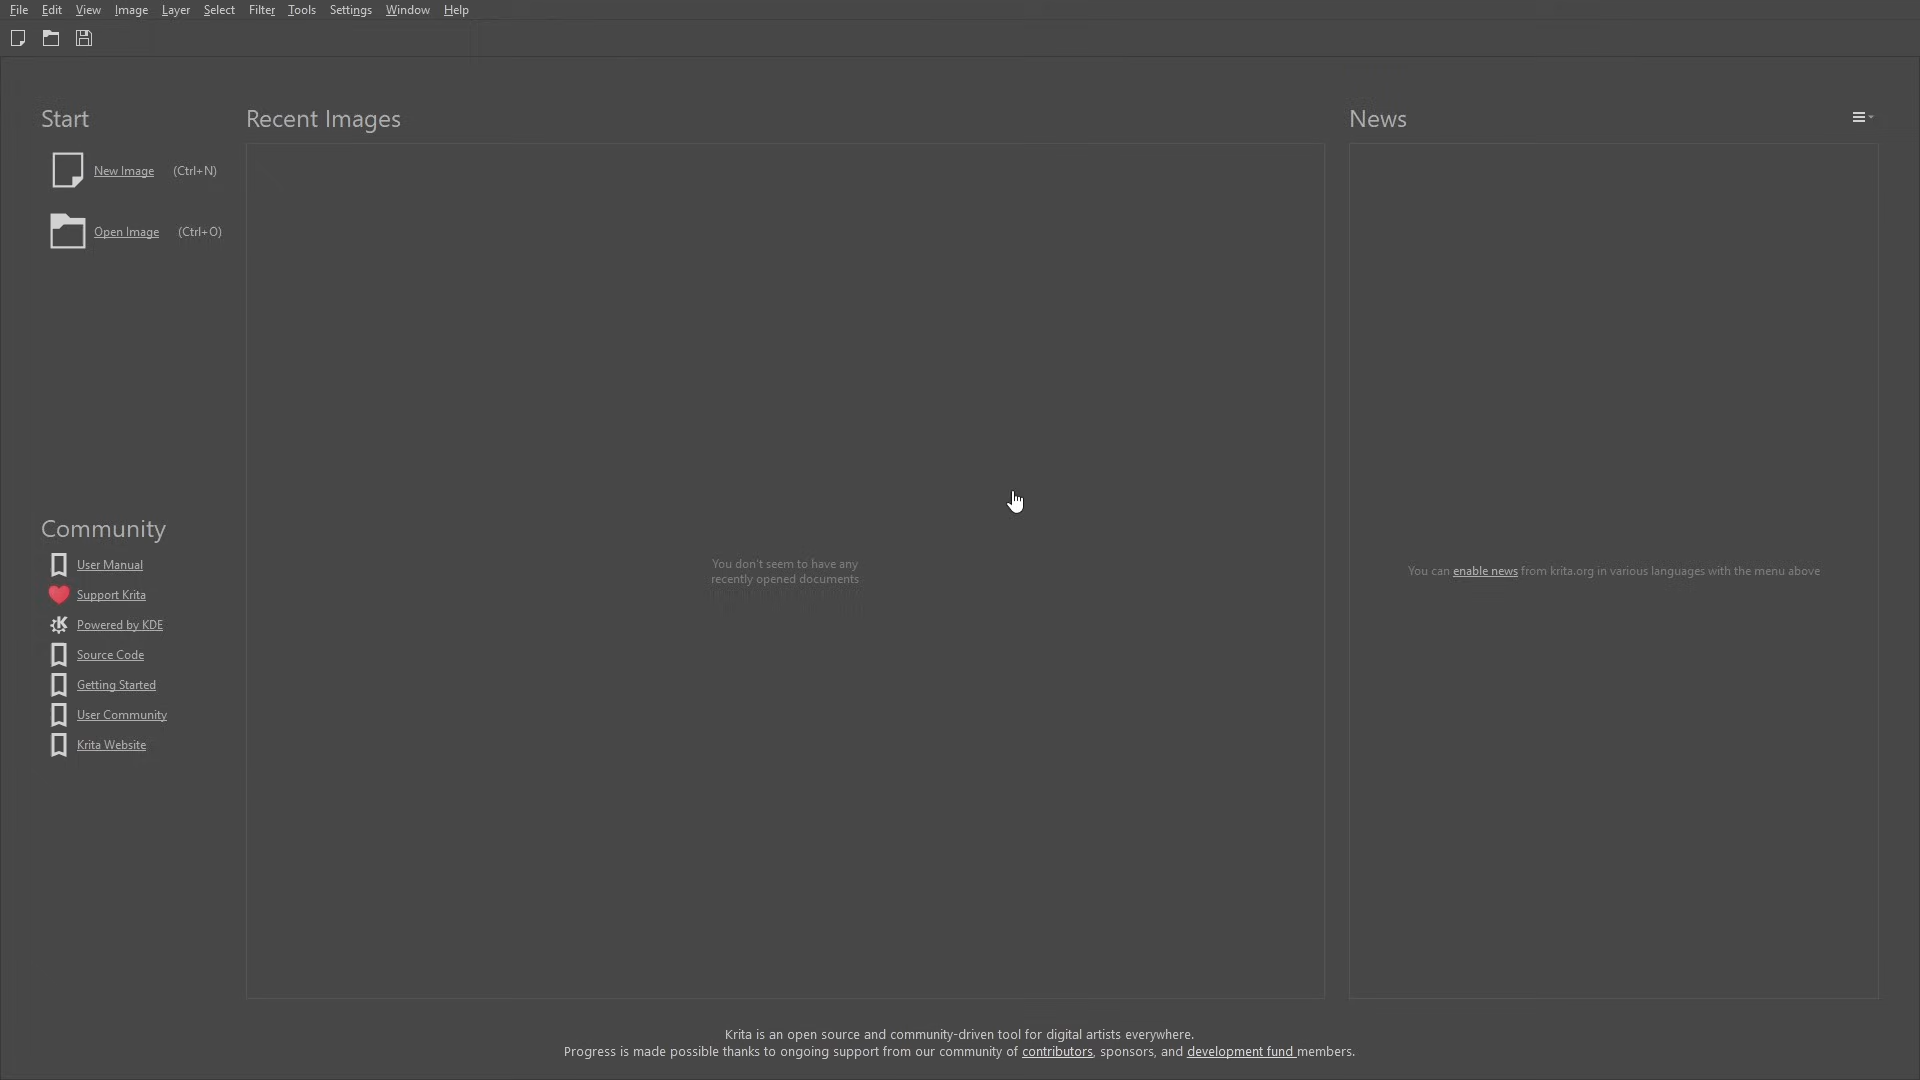 File Edit View Image Layer Select Filter Tools Settings Window Help
Start
New Image (Ctrl+N)
Open Image (Ctrl+O)
Community
User Manual
Support Krita
Powered by KDE
Source Code
Getting Started
User Community
Krita Website
Recent Images
You don't seem to have any
recently opened documents
News
You can enable news from krita.org in various languages with the menu above
Krita is an open source and community-driven tool for digital artists everywhere.
Progress is made possible thanks to ongoing support from our community of contributors, sponsors, and development fund members.